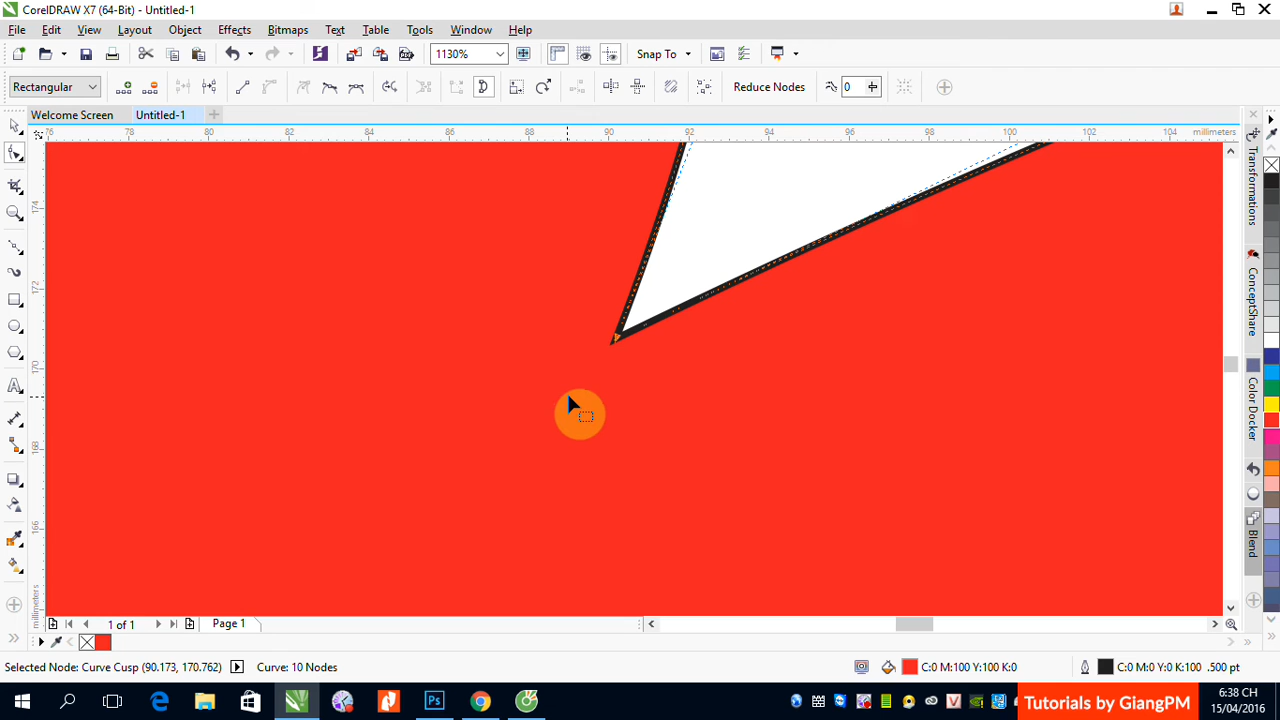 CorelDRAW X7 (64-Bit) - Untitled-1
File Edit View Layout Object Effects Bitmaps Text Table Tools Window Help
1130% Snap To
Rectangular Reduce Nodes 0
Welcome Screen Untitled-1
76 78 80 82 84 86 88 90 92 94 96 98 100 102 104 millimeters
174
172
170
168
166
millimeters
Transformations
ConceptShare
Color Docker
Blend
1 of 1 Page 1
Selected Node: Curve Cusp (90.173, 170.762) Curve: 10 Nodes C:0 M:100 Y:100 K:0 C:0 M:0 Y:0 K:100 .500 pt
Ps
V
Tutorials by GiangPM
6:38 CH
15/04/2016